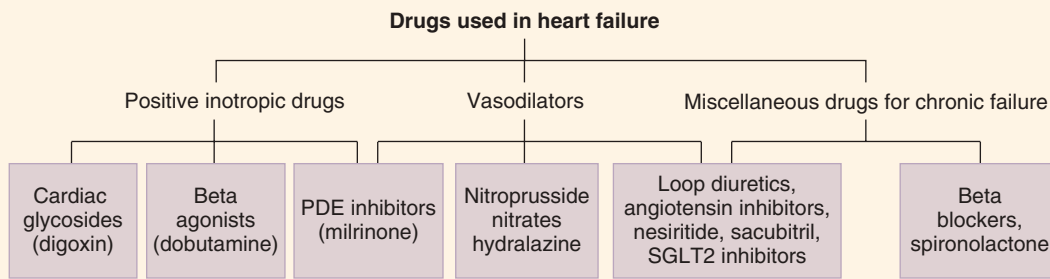 Drugs used in heart failure
Positive inotropic drugs
Vasodilators
Miscellaneous drugs for chronic failure
Cardiac
glycosides
(digoxin)
Beta
agonists
(dobutamine)
PDE inhibitors
(milrinone)
Nitroprusside
nitrates
hydralazine
Loop diuretics,
angiotensin inhibitors,
nesiritide, sacubitril,
SGLT2 inhibitors
Beta
blockers,
spironolactone